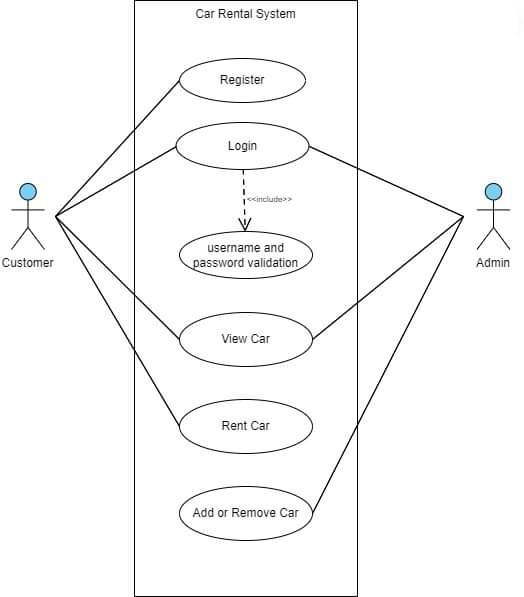 Car Rental System
Register
Login
<<include>>
username and
password validation
Customer
Admin
View Car
Rent Car
Add or Remove Car